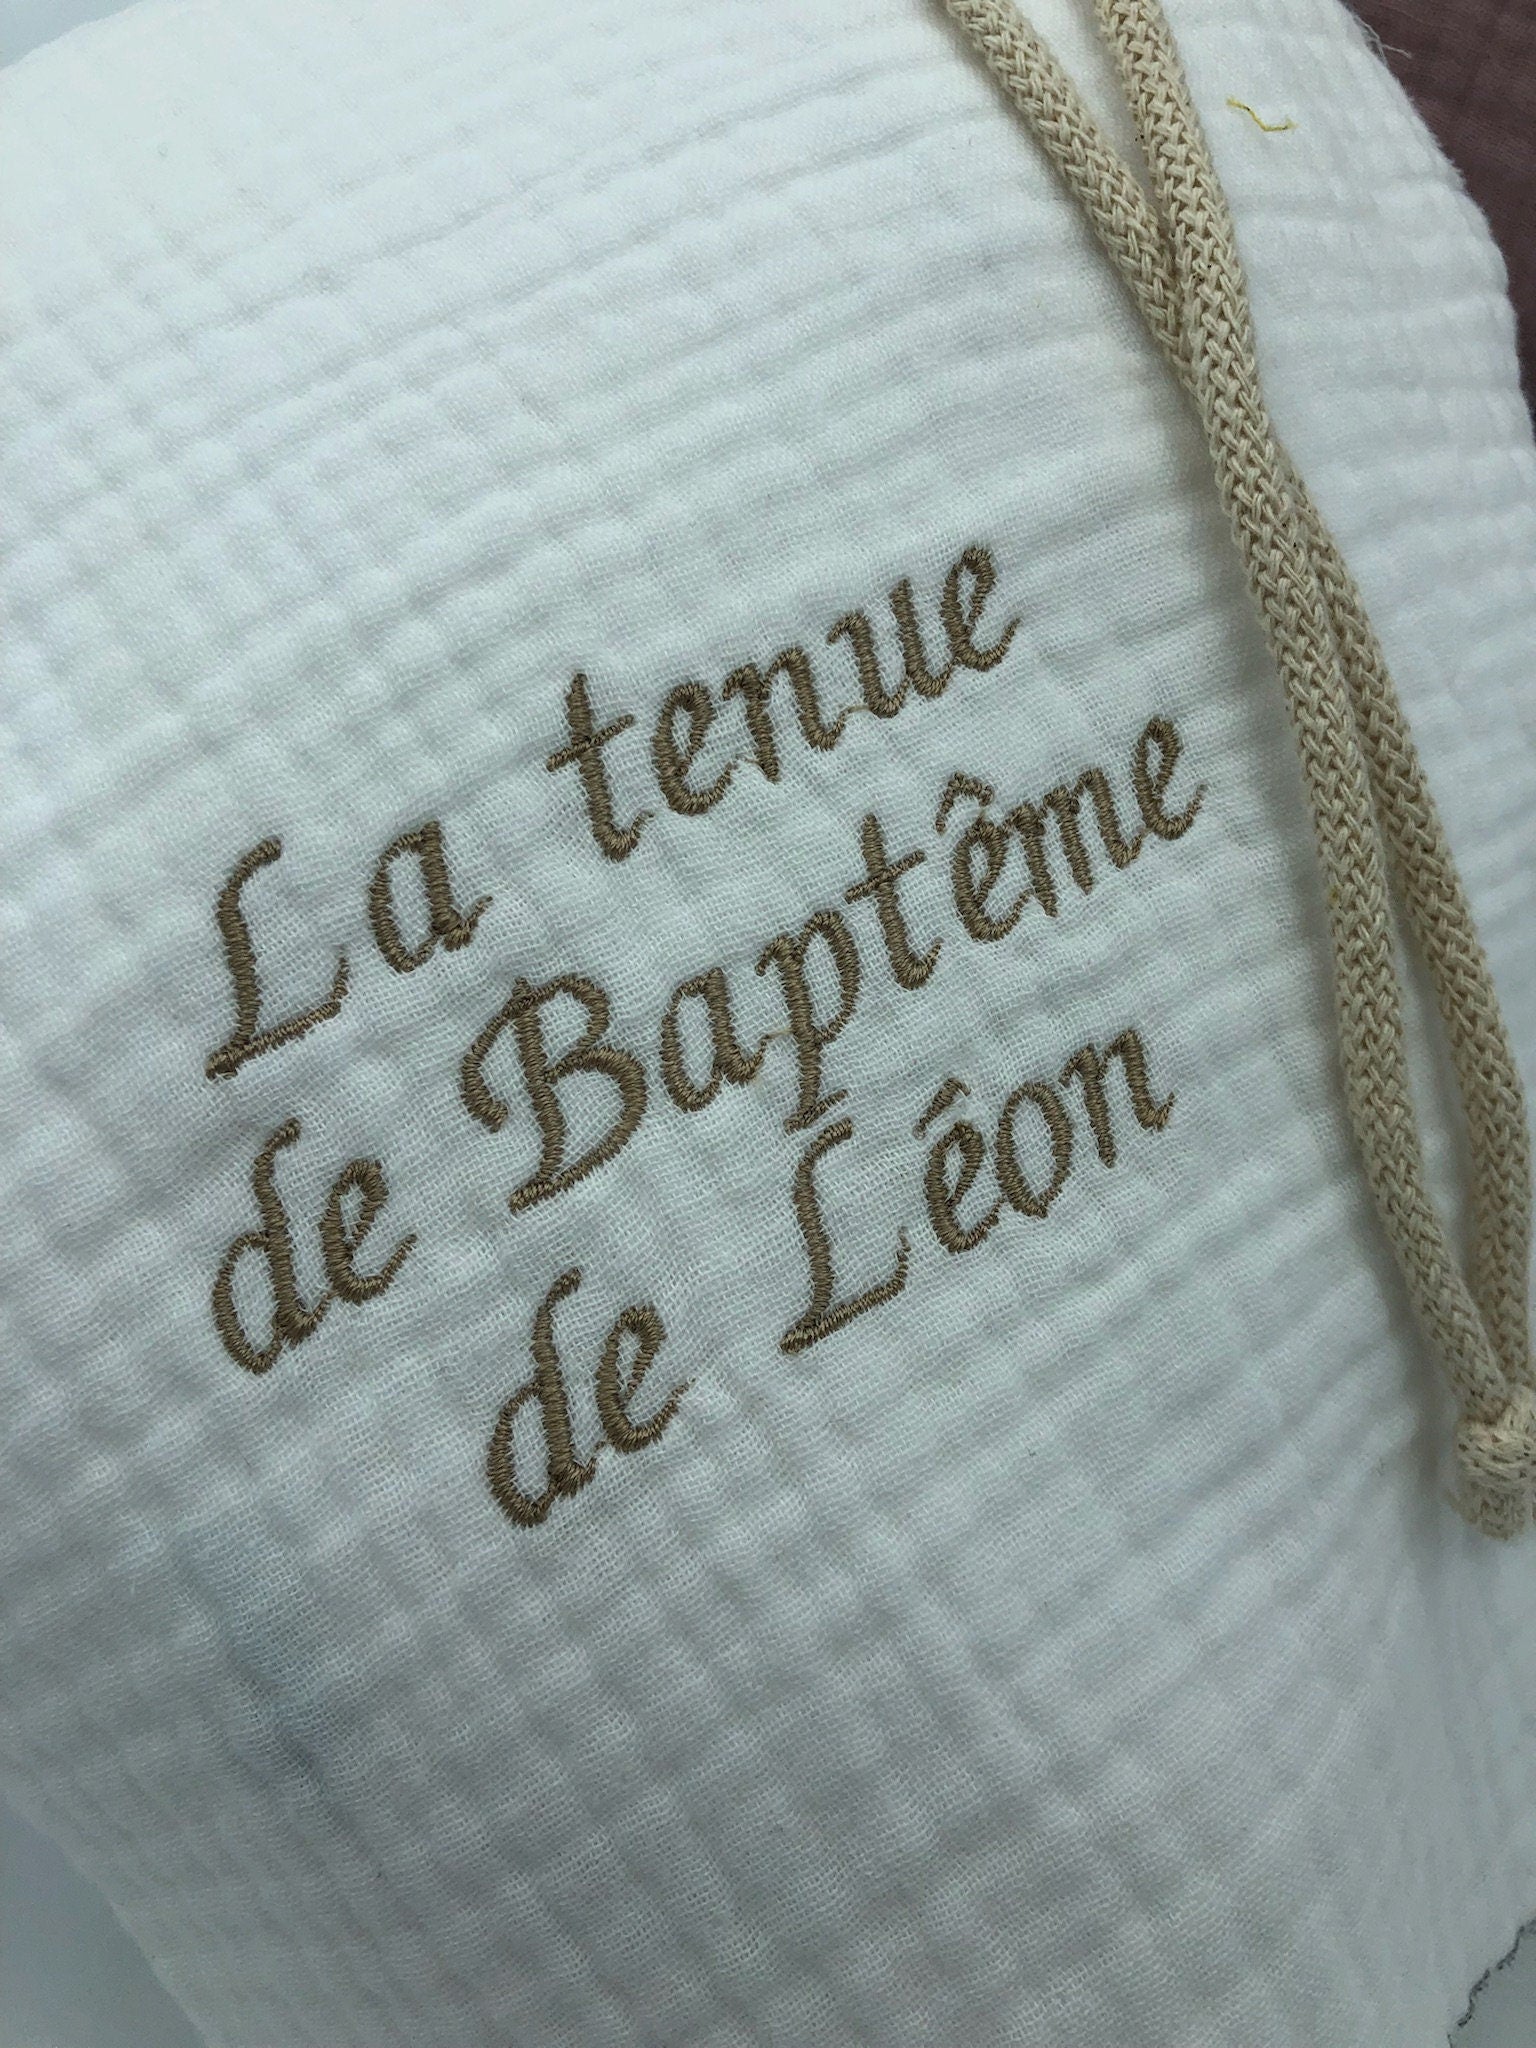 La tenue
de Baptême
de Léon